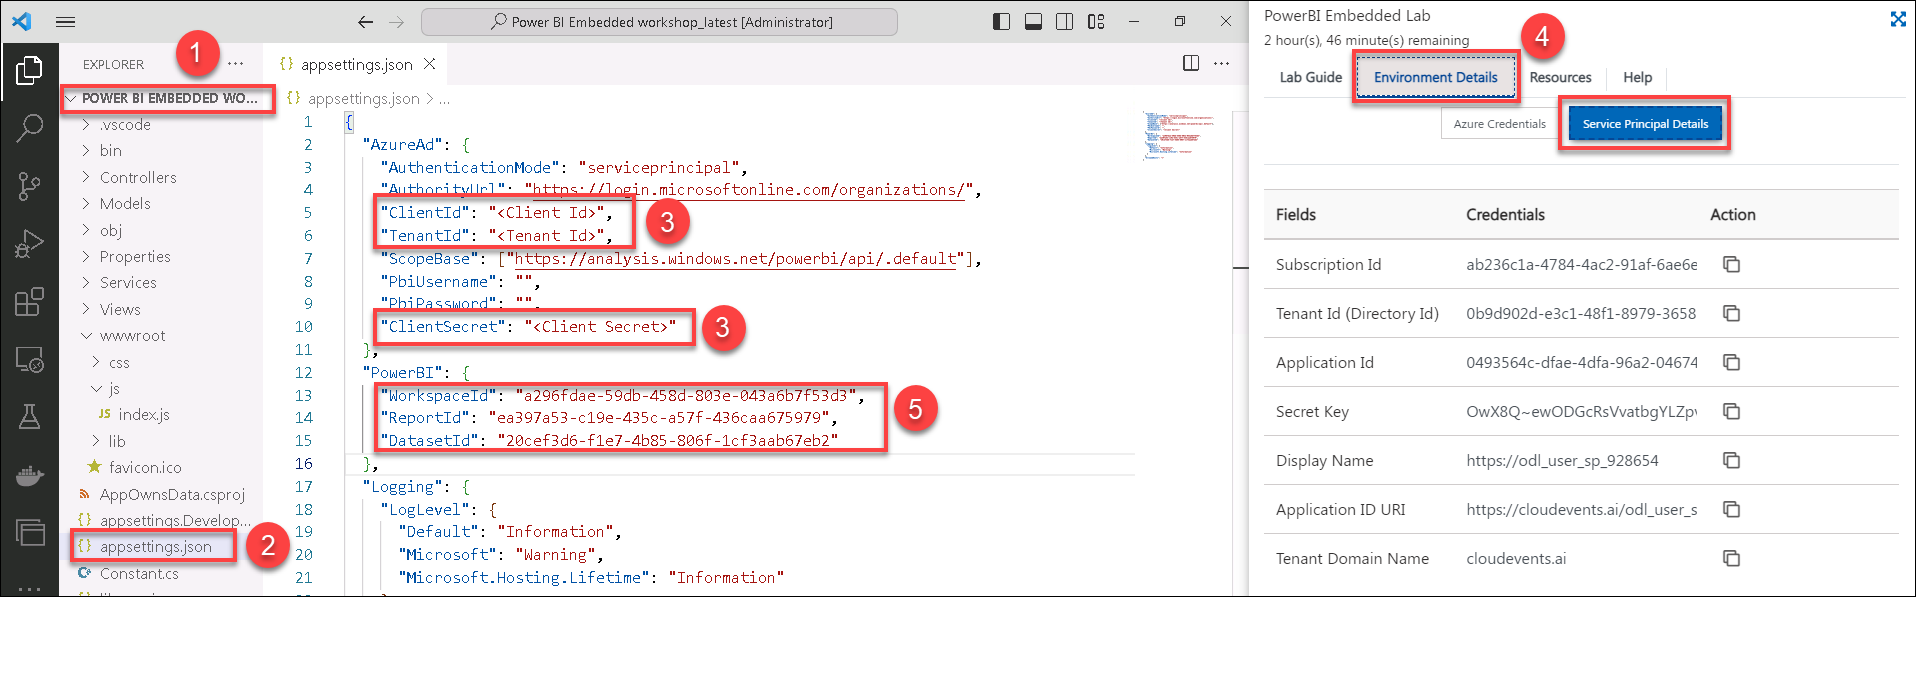 Power BI Embedded workshop_latest [Administrator]
EXPLORER
1
POWER BI EMBEDDED WO...
.vscode
bin
Controllers
Models
obj
Properties
Services
Views
wwwroot
css
js
JS index.js
lib
favicon.ico
AppOwnsData.csproj
{} appsettings.Develop...
{} appsettings.json
2
Constant.cs
{} appsettings.json
{} appsettings.json > ...
1 {
2 "AzureAd": {
3 "AuthenticationMode": "serviceprincipal",
4 "AuthorityUrl": "https://login.microsoftonline.com/organizations/",
5 "ClientId": "<Client Id>",
6 "TenantId": "<Tenant Id>",
3
7 "ScopeBase": ["https://analysis.windows.net/powerbi/api/.default"],
8 "PbiUsername": "",
9 "PbiPassword": "",
10 "ClientSecret": "<Client Secret>"
3
11 },
12 "PowerBI": {
13 "WorkspaceId": "a296fdae-59db-458d-803e-043a6b7f53d3",
14 "ReportId": "ea397a53-c19e-435c-a57f-436caa675979",
15 "DatasetId": "20cef3d6-f1e7-4b85-806f-1cf3aab67eb2"
5
16 },
17 "Logging": {
18 "LogLevel": {
19 "Default": "Information",
20 "Microsoft": "Warning",
21 "Microsoft.Hosting.Lifetime": "Information"
PowerBI Embedded Lab
2 hour(s), 46 minute(s) remaining
4
Lab Guide Environment Details Resources Help
Azure Credentials Service Principal Details
Fields Credentials Action
Subscription Id ab236c1a-4784-4ac2-91af-6ae6e
Tenant Id (Directory Id) 0b9d902d-e3c1-48f1-8979-3658
Application Id 0493564c-dfae-4dfa-96a2-04674
Secret Key OwX8Q~ewODGcRsVvatbgYLZpv
Display Name https://odl_user_sp_928654
Application ID URI https://cloudevents.ai/odl_user_s
Tenant Domain Name cloudevents.ai